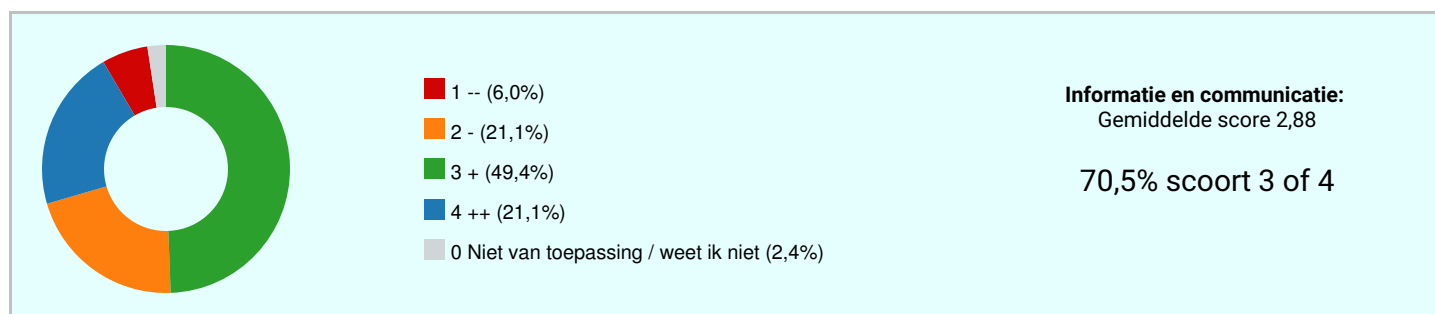 1 -- (6,0%)
2 - (21,1%)
3 + (49,4%)
4 ++ (21,1%)
0 Niet van toepassing / weet ik niet (2,4%)
Informatie en communicatie:
Gemiddelde score 2,88
70,5% scoort 3 of 4